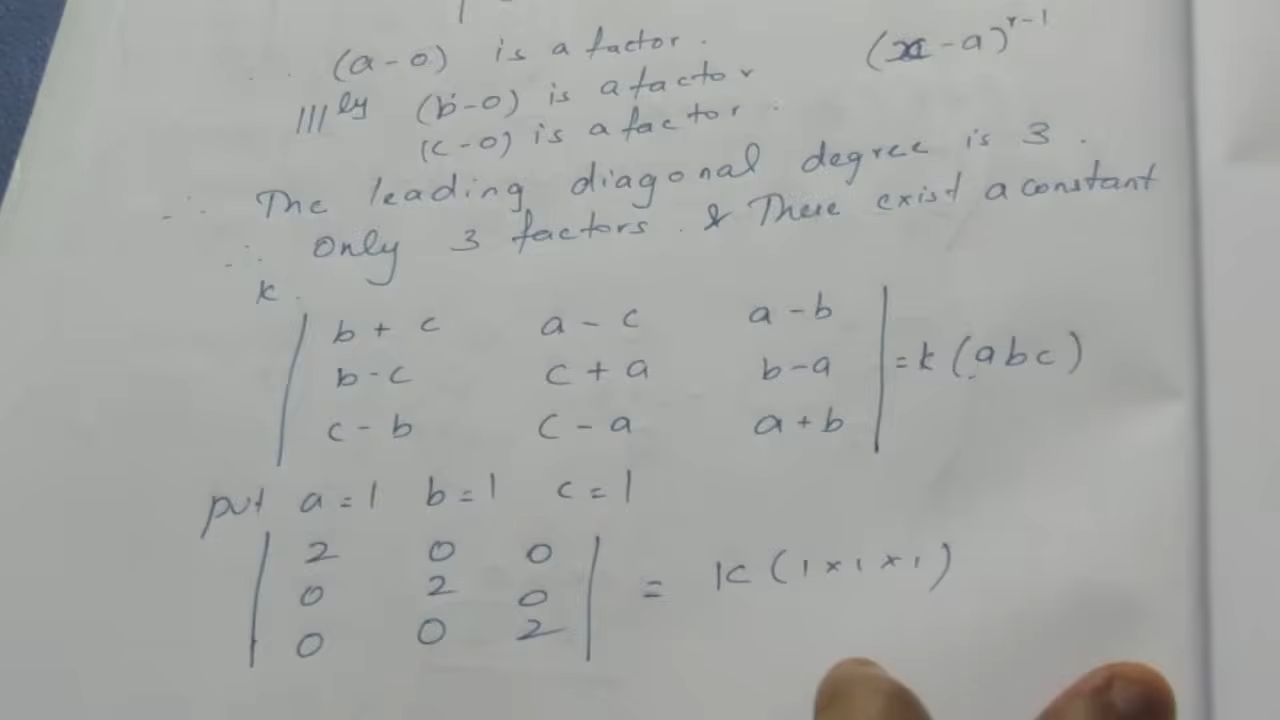 ∴ (a-0) is a factor. (x-a)^{r-1}
|||ly (b-0) is a factor
(c-0) is a factor.
∴ The leading diagonal degree is 3.
∴ only 3 factors. & There exist a constant
k.
| b+c a-c a-b |
| b-c c+a b-a | = k(abc)
| c-b c-a a+b |
put a=1 b=1 c=1
| 2 0 0 |
| 0 2 0 | = k(1×1×1)
| 0 0 2 |